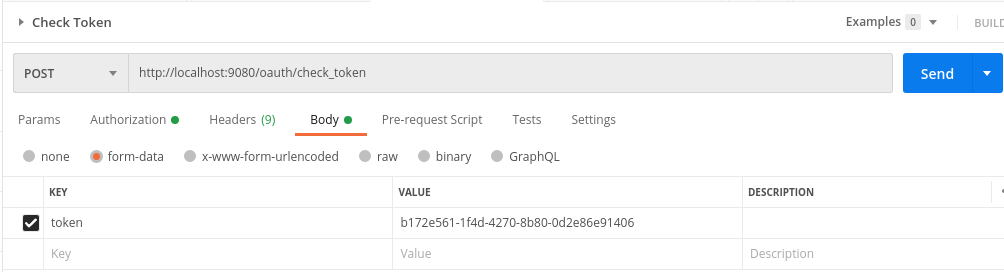 Check Token Examples 0 BUILD
POST http://localhost:9080/oauth/check_token Send
Params Authorization Headers (9) Body Pre-request Script Tests Settings
none form-data x-www-form-urlencoded raw binary GraphQL
KEY VALUE DESCRIPTION
token b172e561-1f4d-4270-8b80-0d2e86e91406
Key Value Description